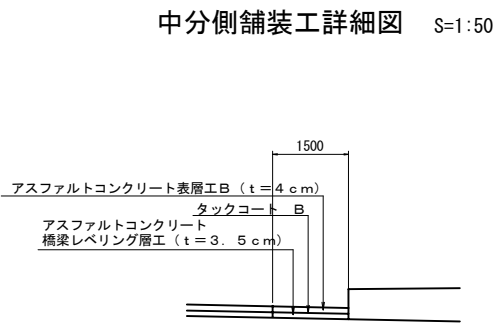 中分側舗装工詳細図 S=1:50
1500
アスファルトコンクリート表層工B（t＝4cm）
タックコート B
アスファルトコンクリート
橋梁レベリング層工（t＝3．5cm）